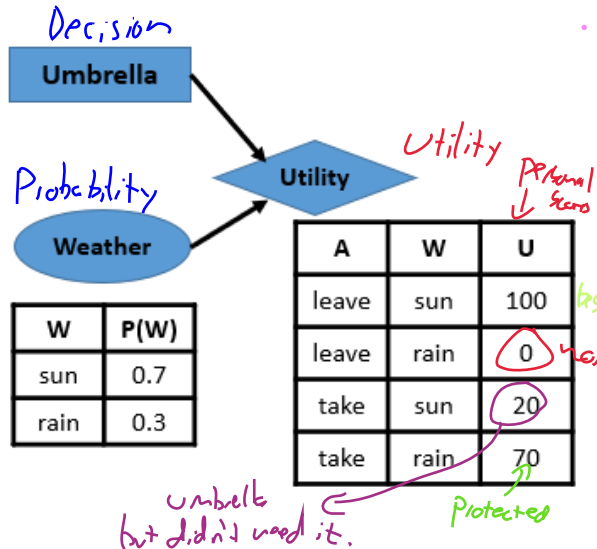 Decision
Umbrella
Utility
Personal
Utility
Probability
Weather
A W U
leave sun 100
W P(W)
leave rain 0
sun 0.7
take sun 20
rain 0.3
take rain 70
umbrella
but didn't need it.
Protected